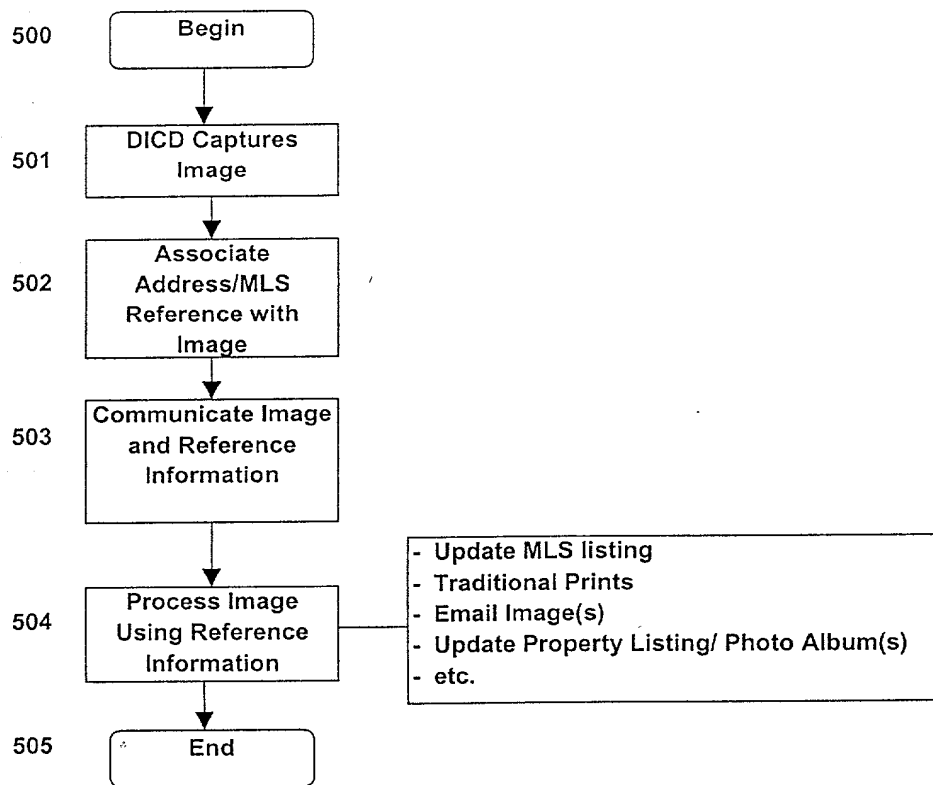 500
Begin
501
DICD Captures
Image
502
Associate
Address/MLS
Reference with
Image
503
Communicate Image
and Reference
Information
504
Process Image
Using Reference
Information
- Update MLS listing
- Traditional Prints
- Email Image(s)
- Update Property Listing/ Photo Album(s)
- etc.
505
End